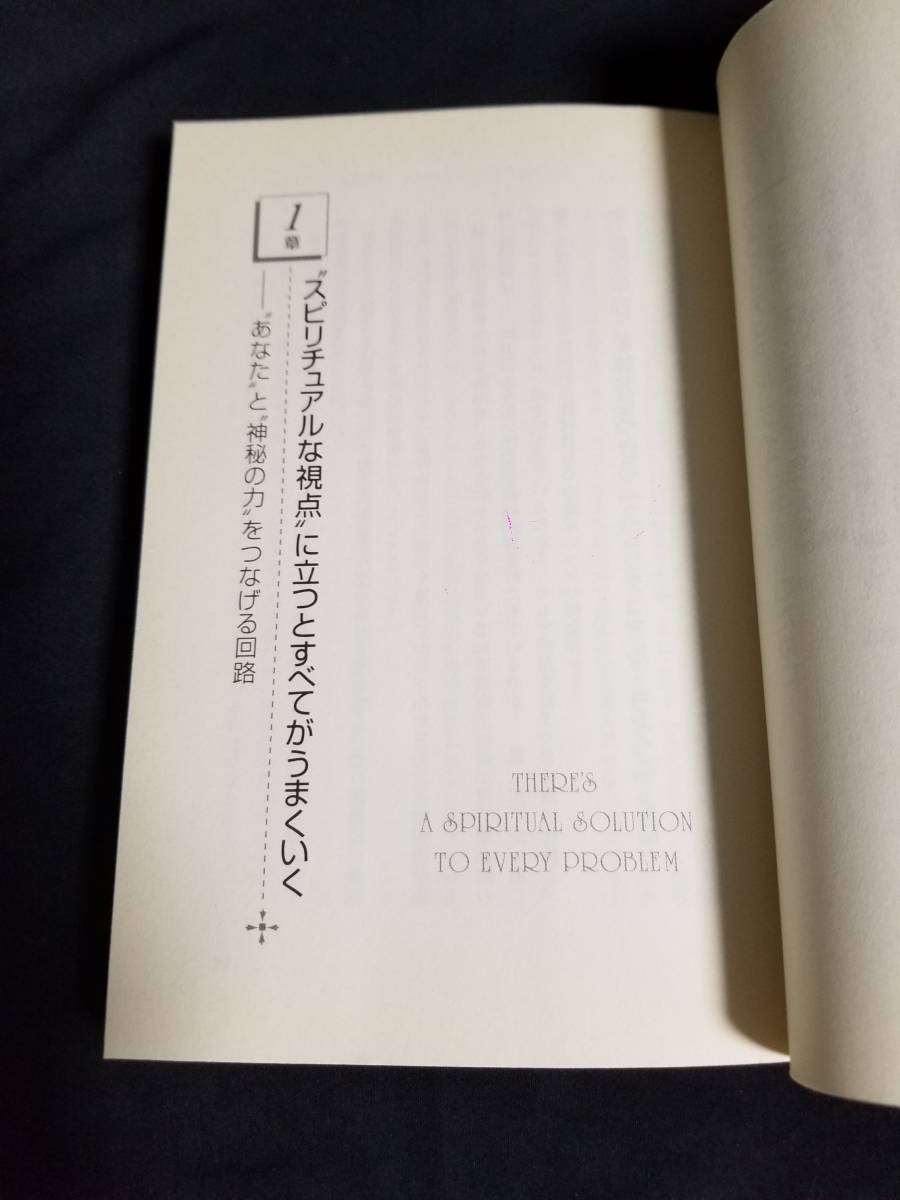 1章
〝スピリチュアルな視点〟に立つとすべてがうまくいく
――〝あなた〟と〝神秘の力〟をつなげる回路
THERE'S
A SPIRITUAL SOLUTION
TO EVERY PROBLEM